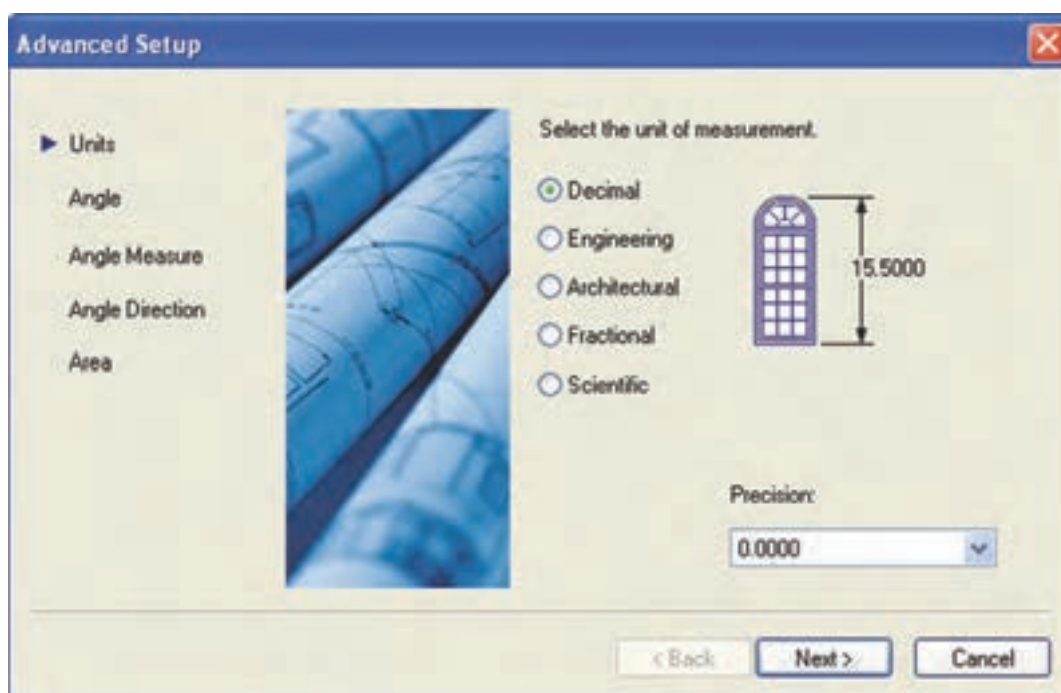 Advanced Setup
Units
Angle
Angle Measure
Angle Direction
Area
Select the unit of measurement.
Decimal
Engineering
Architectural
Fractional
Scientific
15.5000
Precision:
0.0000
< Back
Next >
Cancel